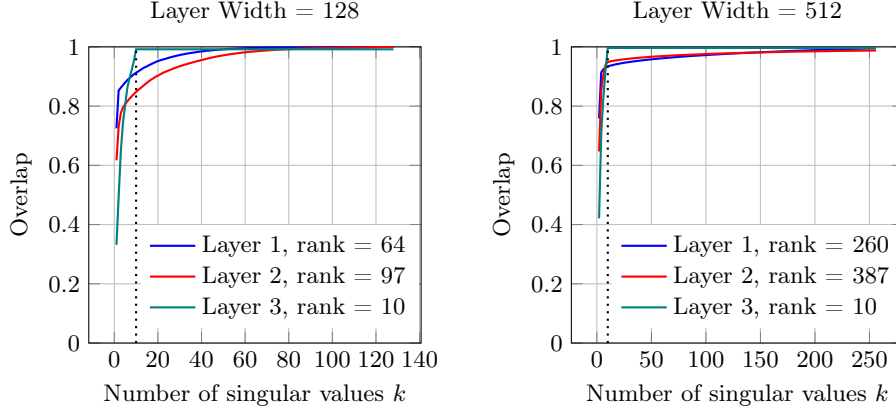 Layer Width = 128
1
0.8
0.6
0.4
0.2
0
Overlap
Layer 1, rank = 64
Layer 2, rank = 97
Layer 3, rank = 10
0 20 40 60 80 100 120 140
Number of singular values k
Layer Width = 512
1
0.8
0.6
0.4
0.2
0
Overlap
Layer 1, rank = 260
Layer 2, rank = 387
Layer 3, rank = 10
0 50 100 150 200 250
Number of singular values k